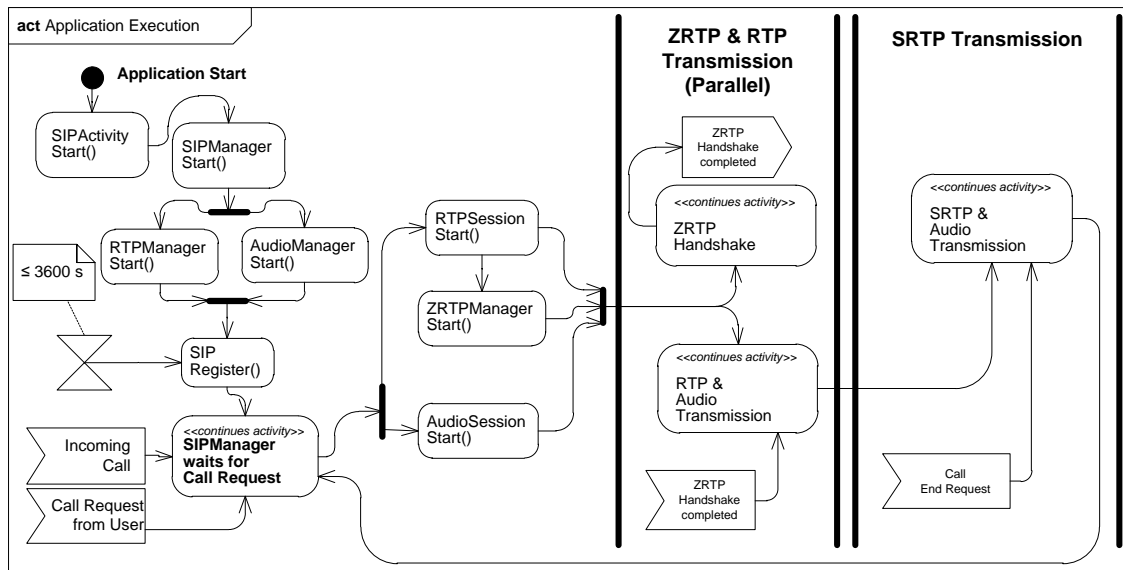 act Application Execution
Application Start
SIPActivity
Start()
SIPManager
Start()
RTPManager
Start()
AudioManager
Start()
≤ 3600 s
SIP
Register()
Incoming
Call
Call Request
from User
<<continues activity>>
SIPManager
waits for
Call Request
RTPSession
Start()
ZRTPManager
Start()
AudioSession
Start()
ZRTP & RTP
Transmission
(Parallel)
ZRTP
Handshake
completed
<<continues activity>>
ZRTP
Handshake
<<continues activity>>
RTP &
Audio
Transmission
ZRTP
Handshake
completed
SRTP Transmission
<<continues activity>>
SRTP &
Audio
Transmission
Call
End Request